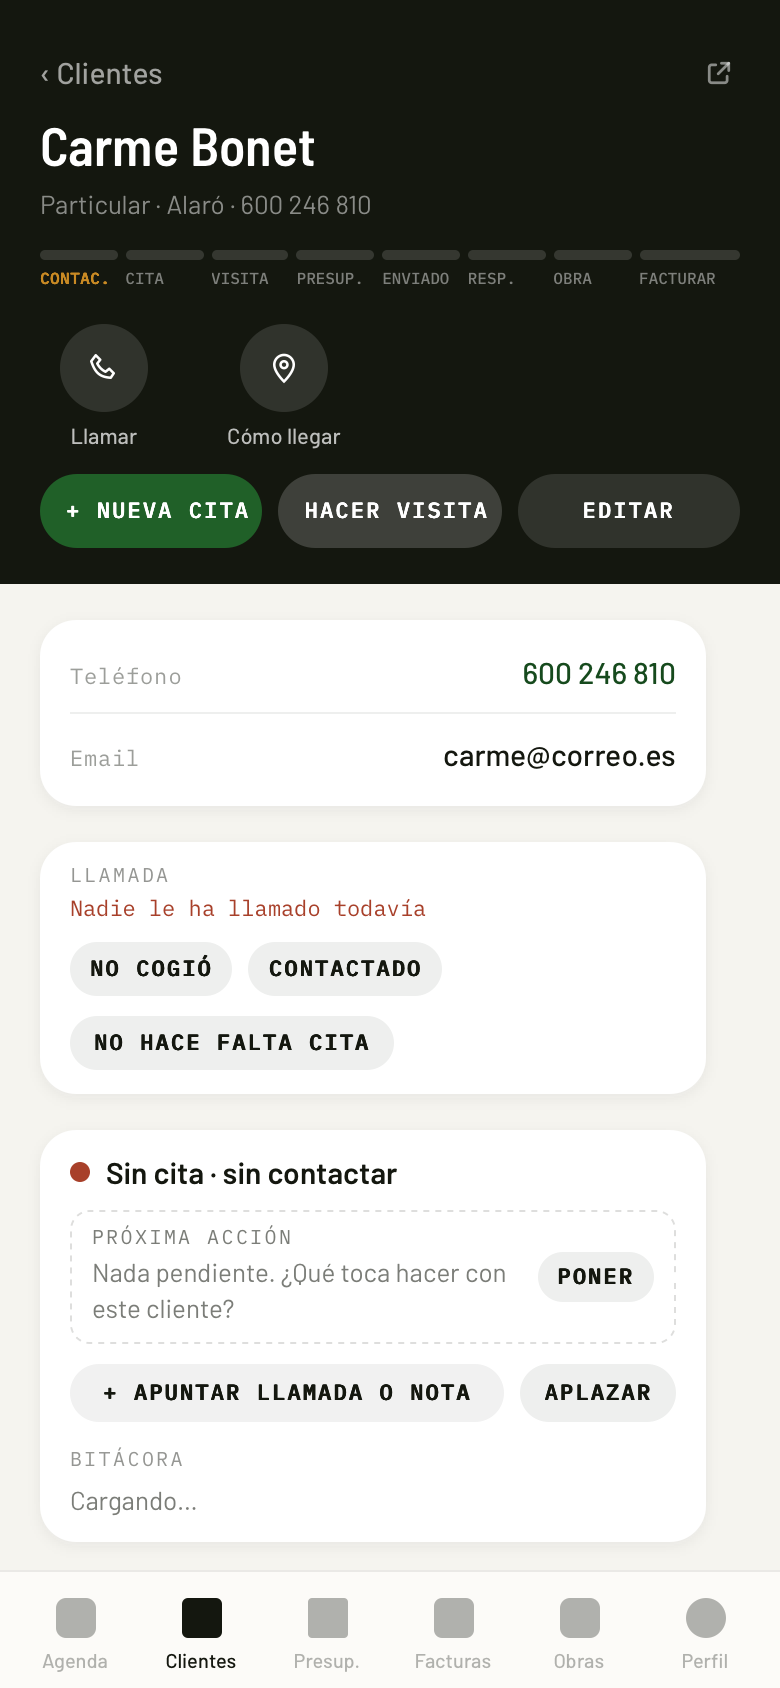 ‹ Clientes
Carme Bonet
Particular · Alaró · 600 246 810
CONTAC. CITA VISITA PRESUP. ENVIADO RESP. OBRA FACTURAR
Llamar Cómo llegar
+ NUEVA CITA HACER VISITA EDITAR
Teléfono 600 246 810
Email carme@correo.es
LLAMADA
Nadie le ha llamado todavía
NO COGIÓ CONTACTADO
NO HACE FALTA CITA
Sin cita · sin contactar
PRÓXIMA ACCIÓN
Nada pendiente. ¿Qué toca hacer con
este cliente?
PONER
+ APUNTAR LLAMADA O NOTA APLAZAR
BITÁCORA
Cargando...
Agenda Clientes Presup. Facturas Obras Perfil